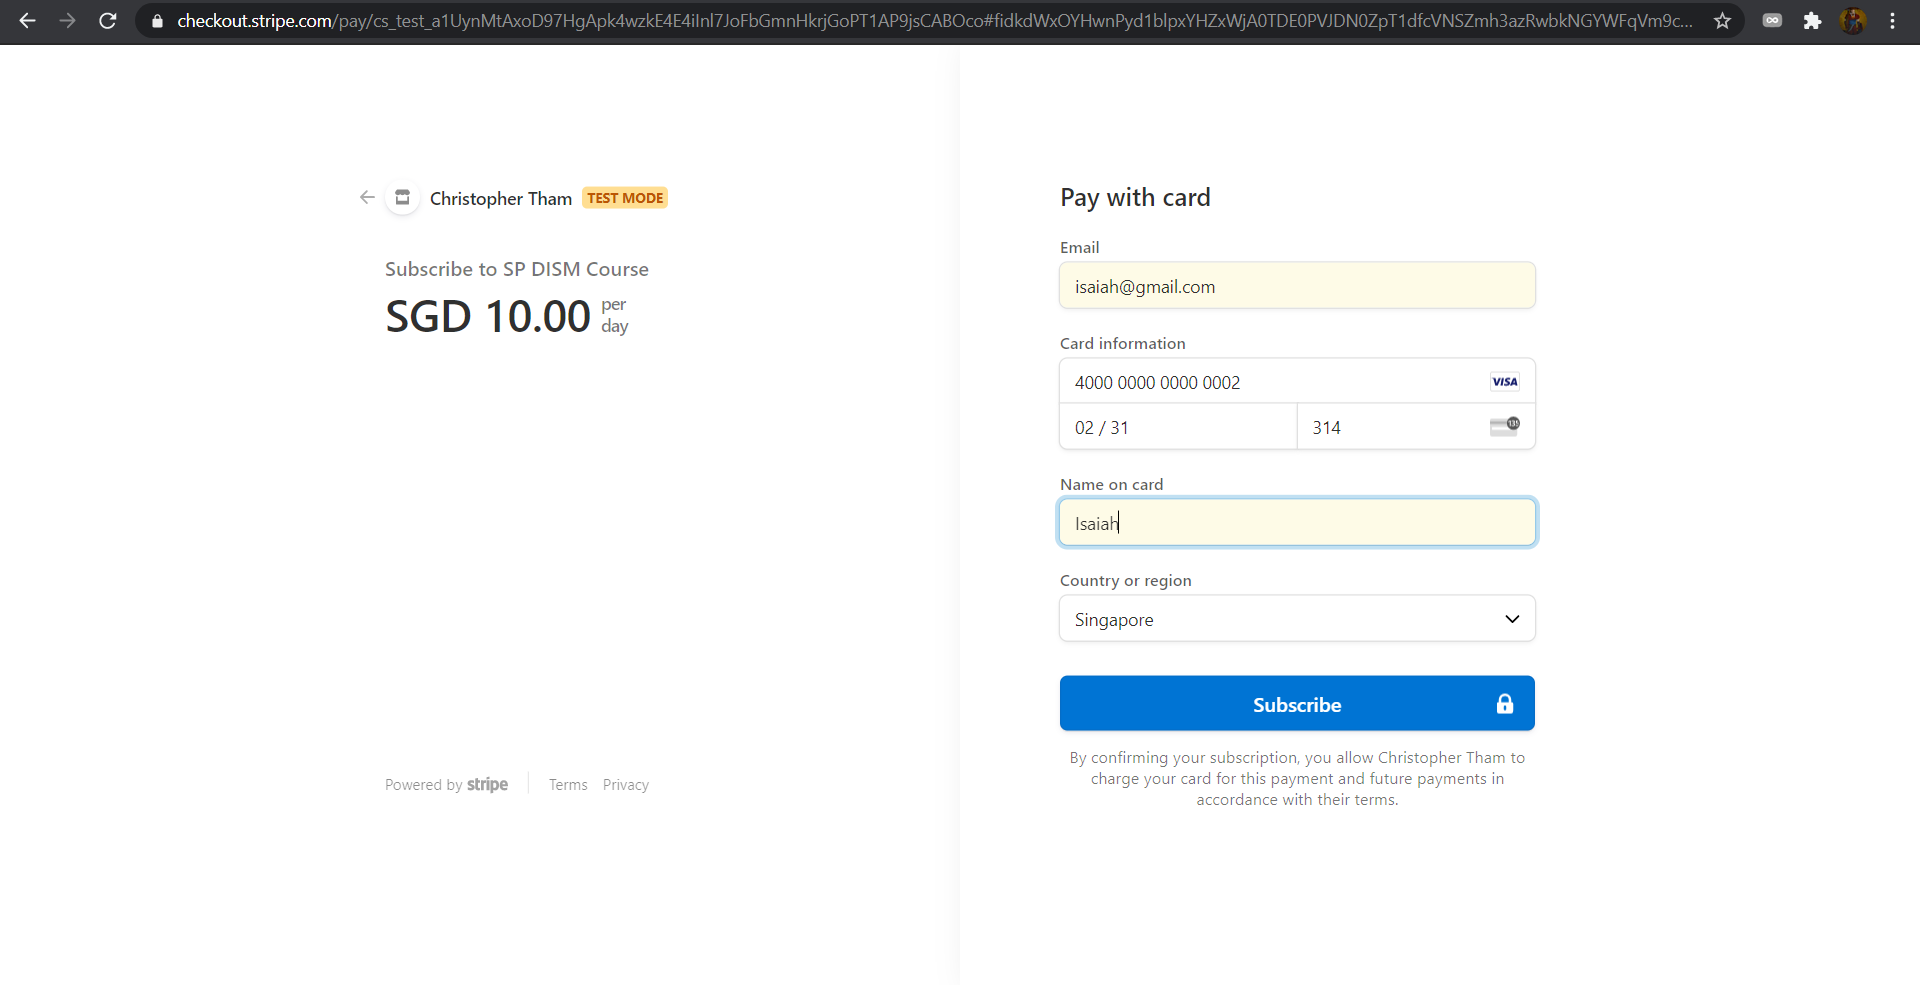 checkout.stripe.com/pay/cs_test_a1UynMtAxoD97HgApk4wzkE4E4iInl7JoFbGmnHkrjGoPT1AP9jsCABOco#fidkdWxOYHwnPyd1blpxYHZxWjA0TDE0PVJDN0ZpT1dfcVNSZmh3azRwbkNGYWFqVm9c...
Christopher Tham TEST MODE
Subscribe to SP DISM Course
SGD 10.00 per
day
Powered by stripe
Terms Privacy
Pay with card
Email
isaiah@gmail.com
Card information
4000 0000 0000 0002 VISA
02 / 31 314 135
Name on card
Isaiah
Country or region
Singapore
Subscribe
By confirming your subscription, you allow Christopher Tham to
charge your card for this payment and future payments in
accordance with their terms.